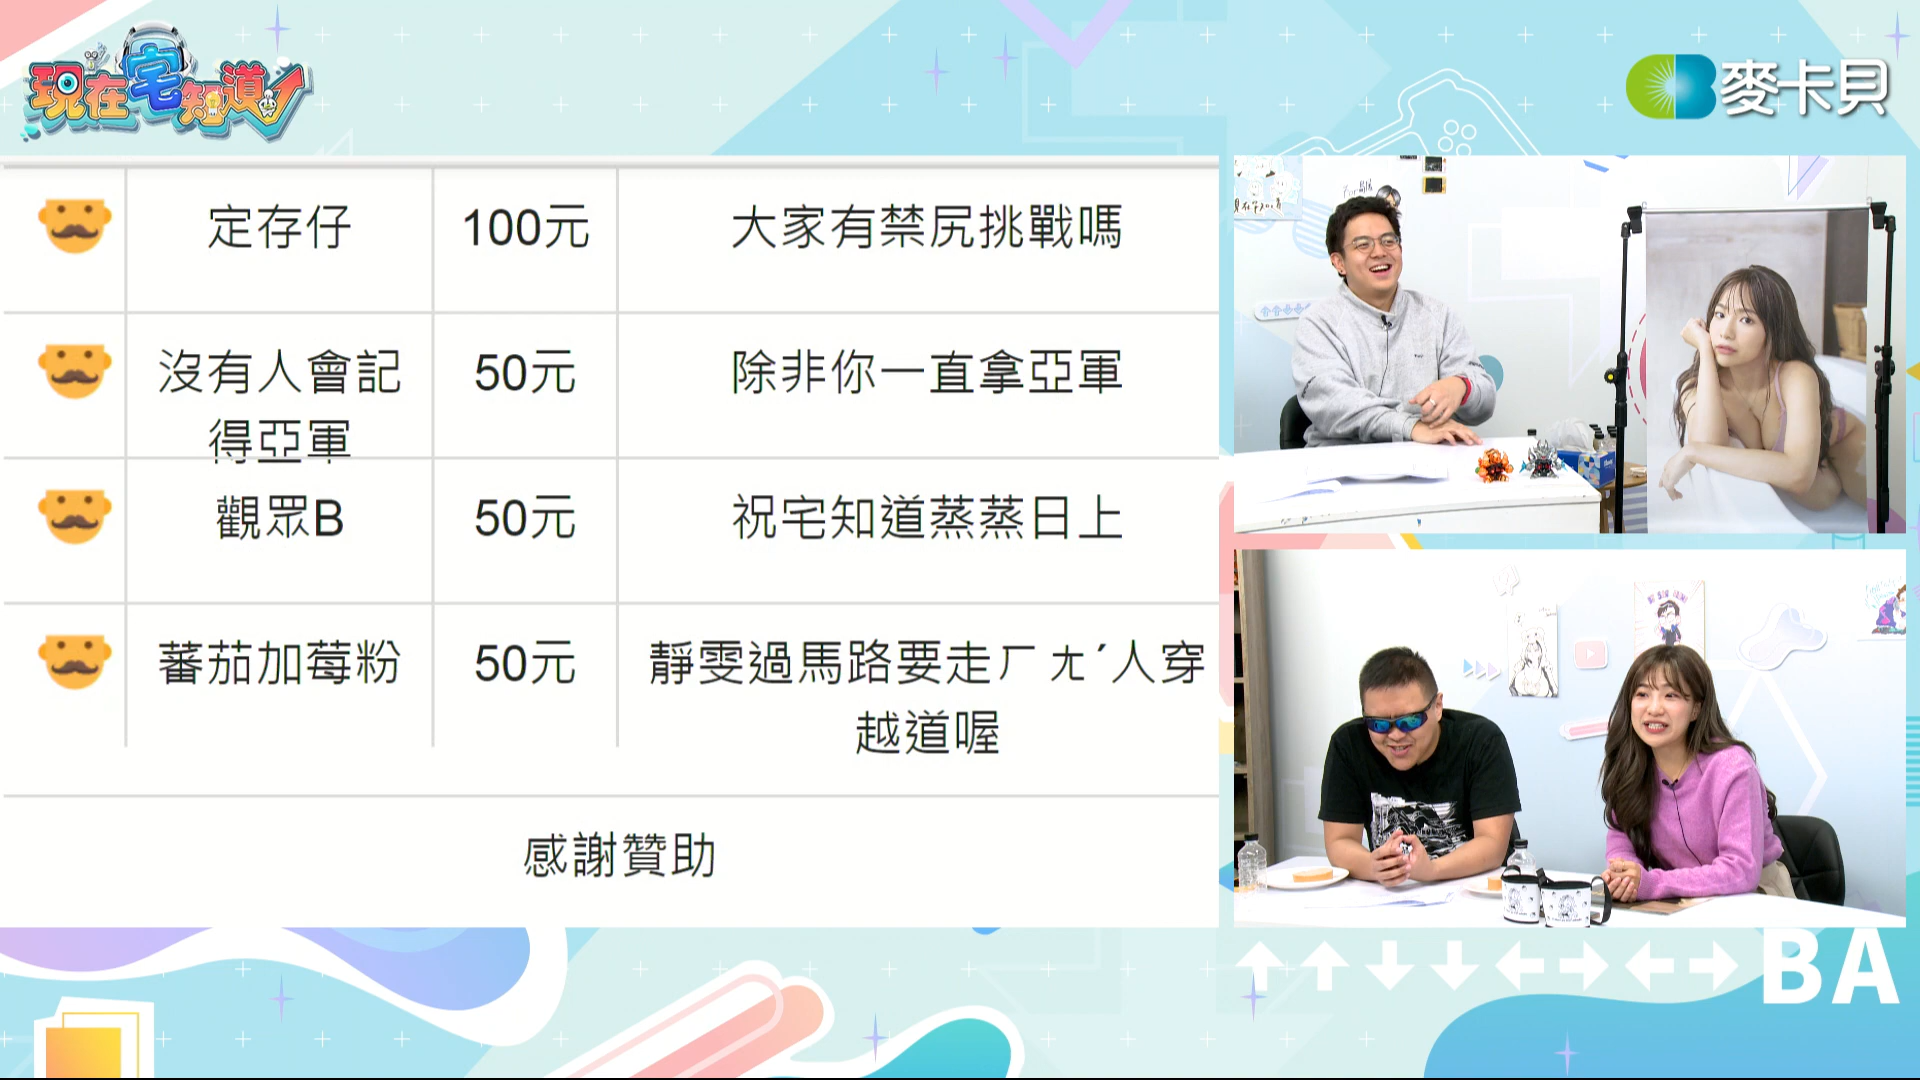 現在宅知道
麥卡貝
定存仔 100元 大家有禁尻挑戰嗎
沒有人會記得亞軍 50元 除非你一直拿亞軍
觀眾B 50元 祝宅知道蒸蒸日上
蕃茄加莓粉 50元 靜雯過馬路要走ㄏㄤˊ人穿越道喔
感謝贊助
↑↑↓↓←→←→BA